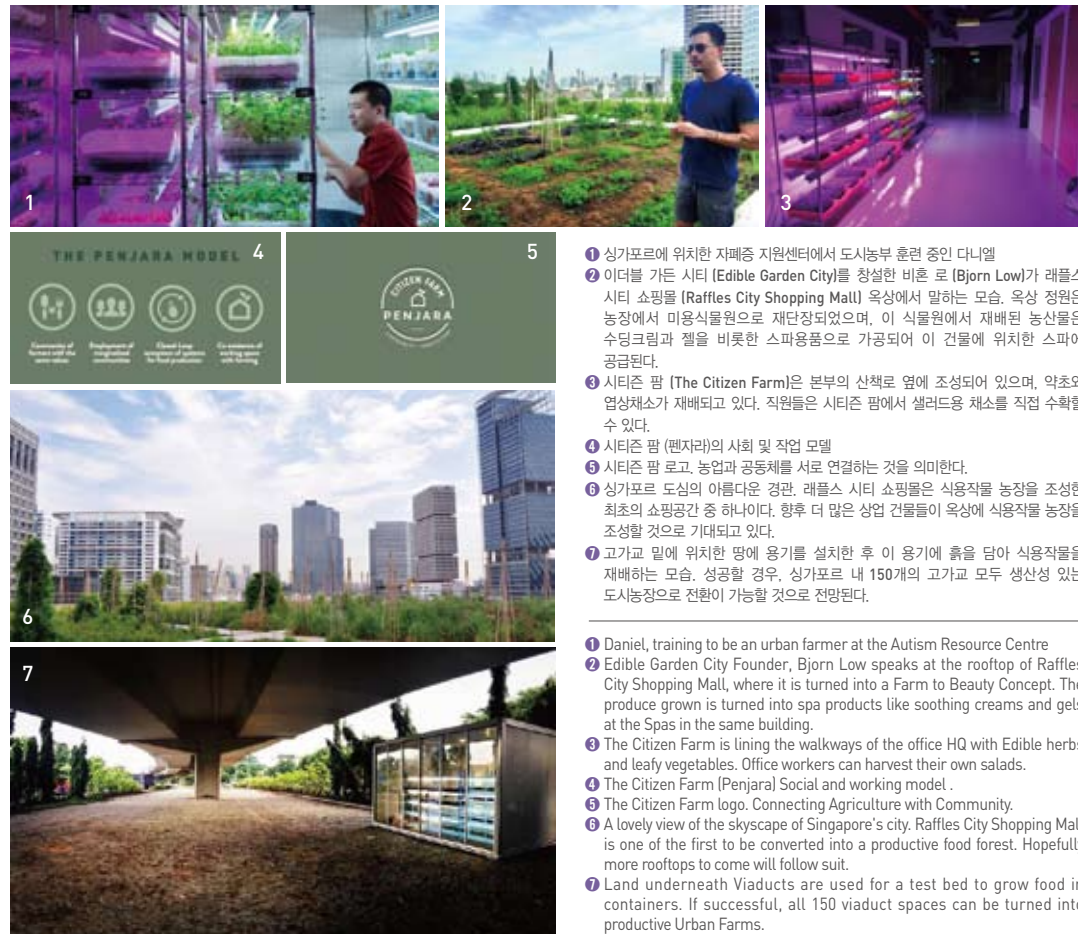 1
2
3
THE PENJARA MODEL 4
Community of farmers with the same values
Employment of marginalised communities
Closed Loop ecosystem of systems for food production
Co-existence of working space with farming
5
CITIZEN FARM
PENJARA
6
7
❶ 싱가포르에 위치한 자폐증 지원센터에서 도시농부 훈련 중인 다니엘
❷ 이더블 가든 시티 (Edible Garden City)를 창설한 비혼 로 (Bjorn Low)가 래플스
시티 쇼핑몰 (Raffles City Shopping Mall) 옥상에서 말하는 모습. 옥상 정원은
농장에서 미용식물원으로 재단장되었으며, 이 식물원에서 재배된 농산물은
수딩크림과 젤을 비롯한 스파용품으로 가공되어 이 건물에 위치한 스파에
공급된다.
❸ 시티즌 팜 (The Citizen Farm)은 본부의 산책로 옆에 조성되어 있으며, 약초와
엽상채소가 재배되고 있다. 직원들은 시티즌 팜에서 샐러드용 채소를 직접 수확할
수 있다.
❹ 시티즌 팜 (펜자라)의 사회 및 작업 모델
❺ 시티즌 팜 로고. 농업과 공동체를 서로 연결하는 것을 의미한다.
❻ 싱가포르 도심의 아름다운 경관. 래플스 시티 쇼핑몰은 식용작물 농장을 조성한
최초의 쇼핑공간 중 하나이다. 향후 더 많은 상업 건물들이 옥상에 식용작물 농장을
조성할 것으로 기대되고 있다.
❼ 고가교 밑에 위치한 땅에 용기를 설치한 후 이 용기에 흙을 담아 식용작물을
재배하는 모습. 성공할 경우, 싱가포르 내 150개의 고가교 모두 생산성 있는
도시농장으로 전환이 가능할 것으로 전망된다.
❶ Daniel, training to be an urban farmer at the Autism Resource Centre
❷ Edible Garden City Founder, Bjorn Low speaks at the rooftop of Raffles
City Shopping Mall, where it is turned into a Farm to Beauty Concept. The
produce grown is turned into spa products like soothing creams and gels
at the Spas in the same building.
❸ The Citizen Farm is lining the walkways of the office HQ with Edible herbs
and leafy vegetables. Office workers can harvest their own salads.
❹ The Citizen Farm (Penjara) Social and working model .
❺ The Citizen Farm logo. Connecting Agriculture with Community.
❻ A lovely view of the skyscape of Singapore's city. Raffles City Shopping Mal
is one of the first to be converted into a productive food forest. Hopefull
more rooftops to come will follow suit.
❼ Land underneath Viaducts are used for a test bed to grow food in
containers. If successful, all 150 viaduct spaces can be turned into
productive Urban Farms.